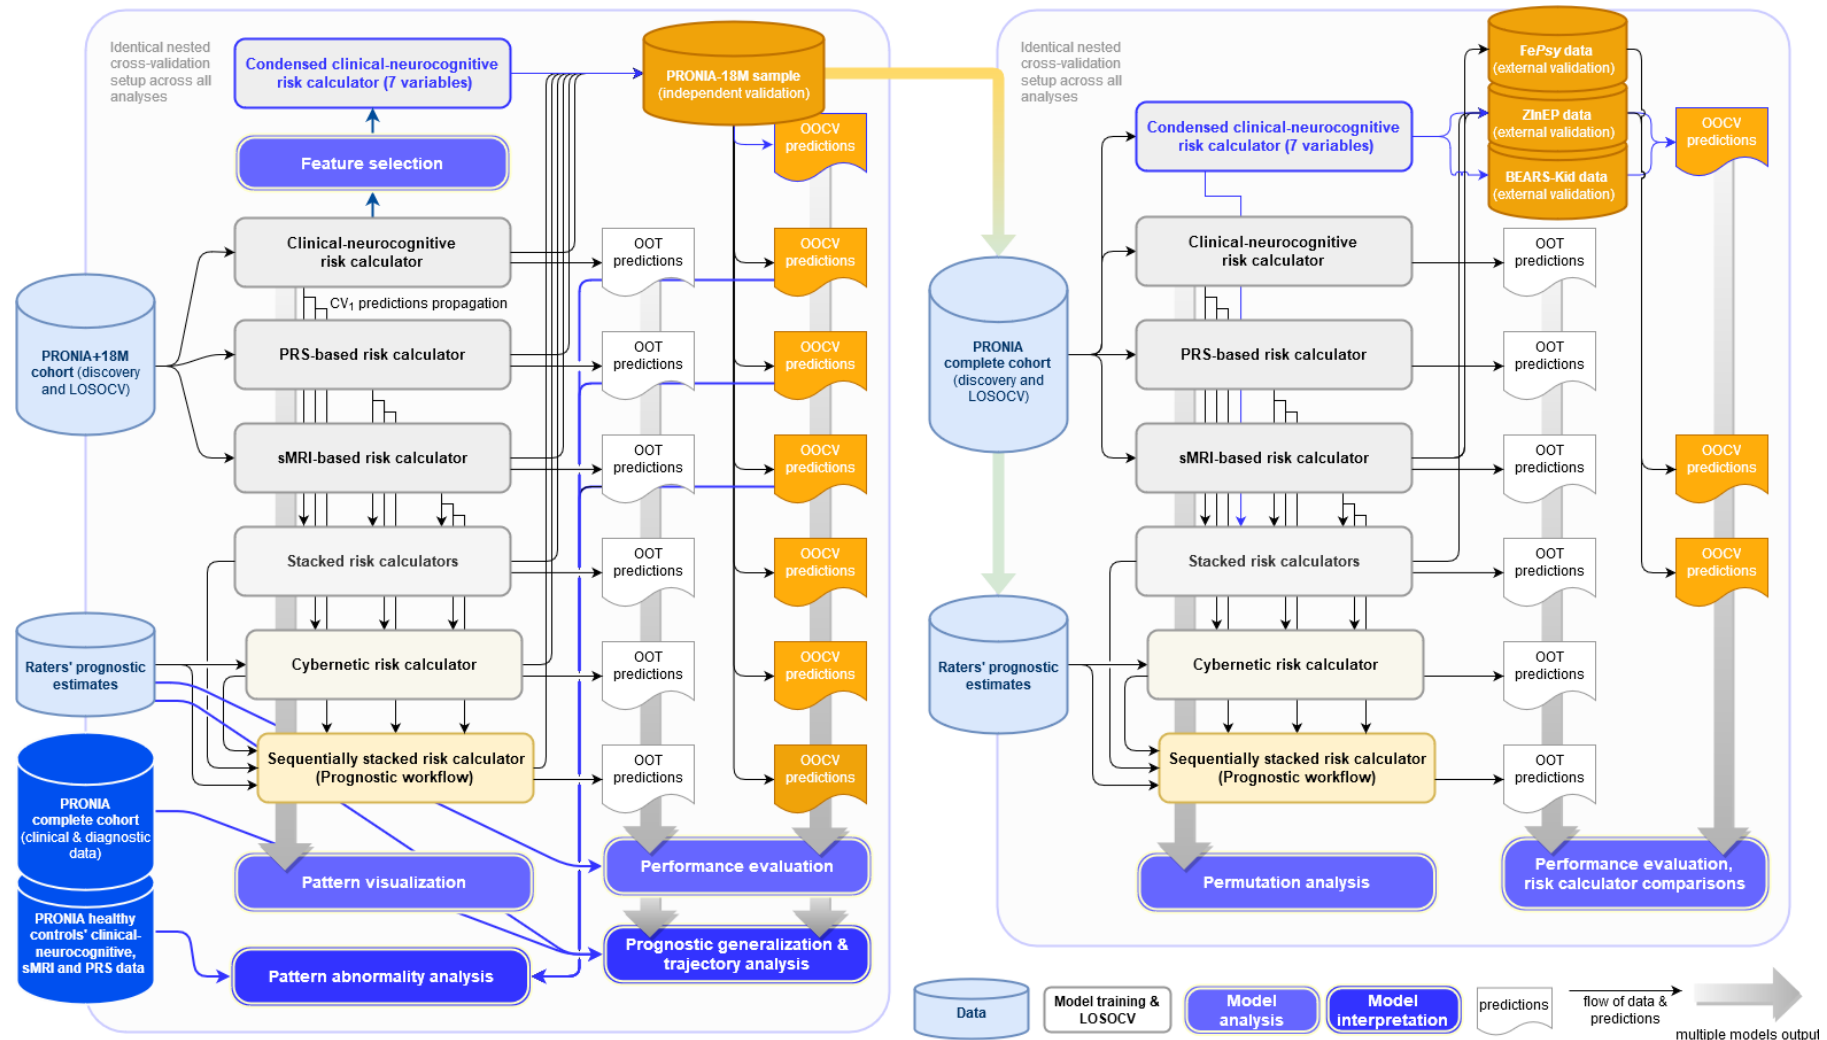 Identical nested
cross-validation
setup across all
analyses
Condensed clinical-neurocognitive
risk calculator (7 variables)
Feature selection
Clinical-neurocognitive
risk calculator
CV1 predictions propagation
PRS-based risk calculator
sMRI-based risk calculator
Stacked risk calculators
Cybernetic risk calculator
Sequentially stacked risk calculator
(Prognostic workflow)
Pattern visualization
Pattern abnormality analysis
PRONIA+18M
cohort (discovery
and LOSOCV)
Raters' prognostic
estimates
PRONIA
complete cohort
(clinical & diagnostic
data)
PRONIA healthy
controls' clinical-
neurocognitive,
sMRI and PRS data
PRONIA-18M sample
(independent validation)
OOCV
predictions
OOT
predictions
OOCV
predictions
OOT
predictions
OOCV
predictions
OOT
predictions
OOCV
predictions
OOT
predictions
OOCV
predictions
OOT
predictions
OOCV
predictions
OOT
predictions
OOCV
predictions
Performance evaluation
Prognostic generalization &
trajectory analysis
Identical nested
cross-validation
setup across all
analyses
Condensed clinical-neurocognitive
risk calculator (7 variables)
FePsy data
(external validation)
ZInEP data
(external validation)
BEARS-Kid data
(external validation)
OOCV
predictions
PRONIA
complete cohort
(discovery and
LOSOCV)
Raters' prognostic
estimates
Clinical-neurocognitive
risk calculator
OOT
predictions
PRS-based risk calculator
OOT
predictions
sMRI-based risk calculator
OOT
predictions
OOCV
predictions
Stacked risk calculators
OOT
predictions
OOCV
predictions
Cybernetic risk calculator
OOT
predictions
Sequentially stacked risk calculator
(Prognostic workflow)
OOT
predictions
Permutation analysis
Performance evaluation,
risk calculator comparisons
Data
Model training &
LOSOCV
Model
analysis
Model
interpretation
predictions
flow of data &
predictions
multiple models output